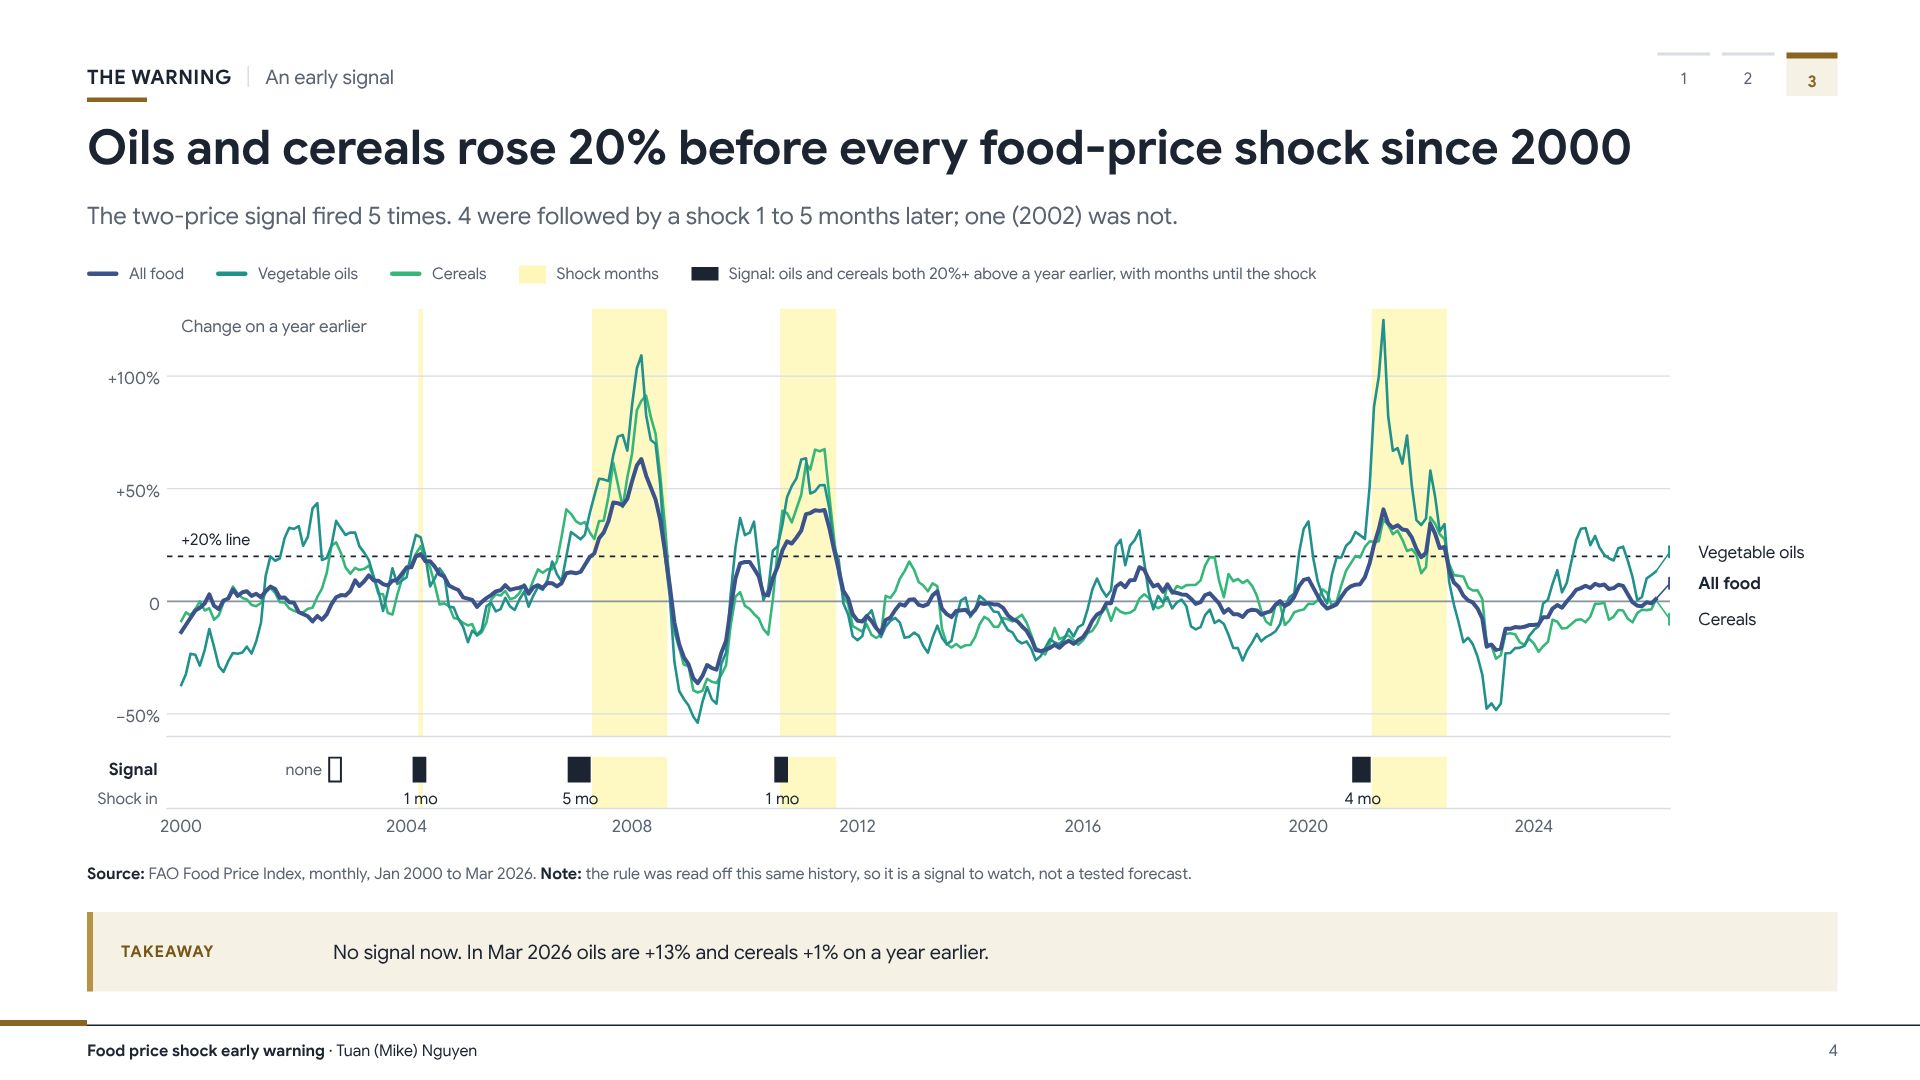 THE WARNING An early signal
1 2 3
Oils and cereals rose 20% before every food-price shock since 2000
The two-price signal fired 5 times. 4 were followed by a shock 1 to 5 months later; one (2002) was not.
All food Vegetable oils Cereals Shock months Signal: oils and cereals both 20%+ above a year earlier, with months until the shock
Change on a year earlier
+100%
+50%
+20% line
0
−50%
Vegetable oils
All food
Cereals
Signal none
Shock in 1 mo 5 mo 1 mo 4 mo
2000 2004 2008 2012 2016 2020 2024
Source: FAO Food Price Index, monthly, Jan 2000 to Mar 2026. Note: the rule was read off this same history, so it is a signal to watch, not a tested forecast.
TAKEAWAY No signal now. In Mar 2026 oils are +13% and cereals +1% on a year earlier.
Food price shock early warning · Tuan (Mike) Nguyen 4